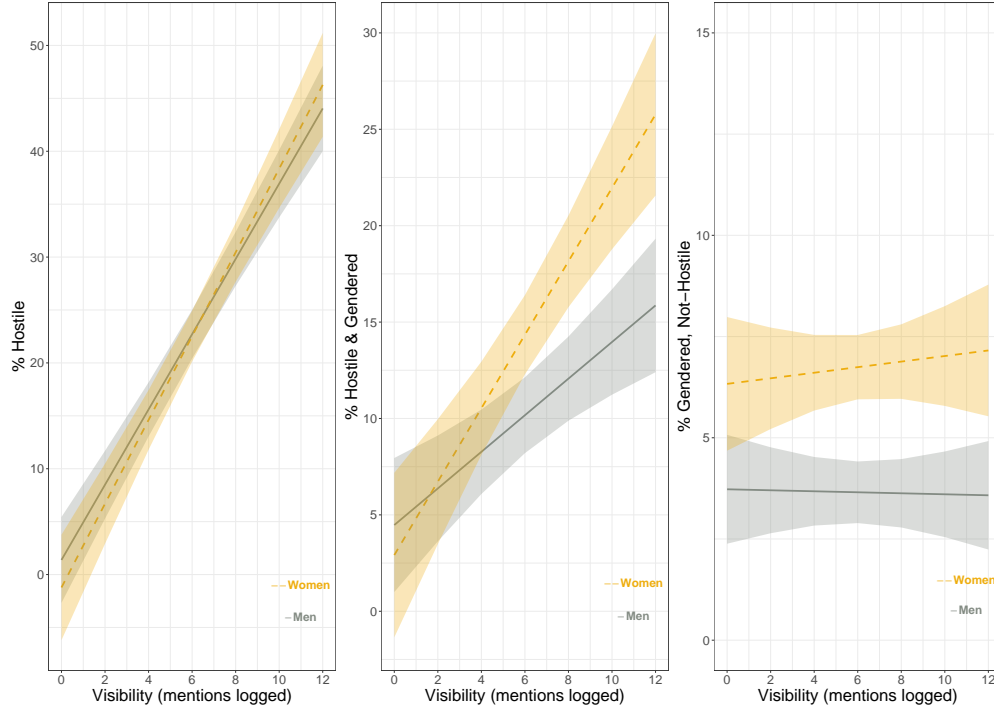 % Hostile
50
40
30
20
10
0
Women
Men
0 2 4 6 8 10 12
Visibility (mentions logged)
% Hostile & Gendered
30
25
20
15
10
5
0
Women
Men
0 2 4 6 8 10 12
Visibility (mentions logged)
% Gendered, Not−Hostile
15
10
5
0
Women
Men
0 2 4 6 8 10 12
Visibility (mentions logged)